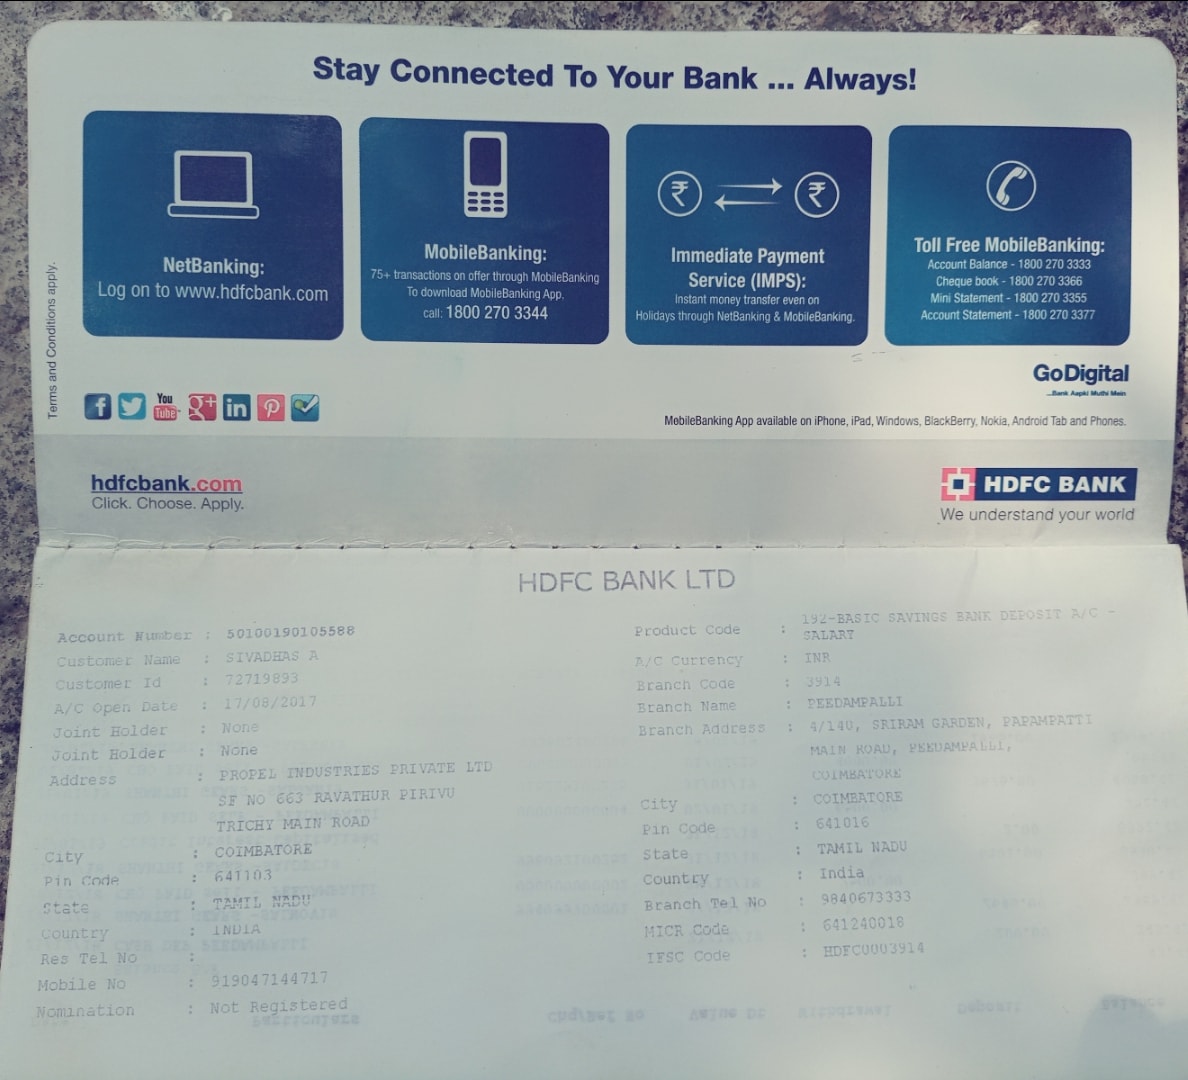 Stay Connected To Your Bank ... Always!
NetBanking:
Log on to www.hdfcbank.com
MobileBanking:
75+ transactions on offer through MobileBanking
To download MobileBanking App.
call: 1800 270 3344
₹ ₹
Immediate Payment
Service (IMPS):
Instant money transfer even on
Holidays through NetBanking & MobileBanking.
Toll Free MobileBanking:
Account Balance - 1800 270 3333
Cheque book - 1800 270 3366
Mini Statement - 1800 270 3355
Account Statement - 1800 270 3377
Terms and Conditions apply.
GoDigital
...Bank Aapki Muthi Mein
f You Tube g+ in
MobileBanking App available on iPhone, iPad, Windows, BlackBerry, Nokia, Android Tab and Phones.
hdfcbank.com
Click. Choose. Apply.
HDFC BANK
We understand your world
HDFC BANK LTD
Account Number : 50100190105588
Customer Name : SIVADHAS A
Customer Id : 72719893
A/C Open Date : 17/08/2017
Joint Holder : None
Joint Holder : None
Address : PROPEL INDUSTRIES PRIVATE LTD
SF NO 663 RAVATHUR PIRIVU
TRICHY MAIN ROAD
City : COIMBATORE
Pin Code : 641103
State : TAMIL NADU
Country : INDIA
Res Tel No :
Mobile No : 919047144717
Nomination : Not Registered
Product Code : 192-BASIC SAVINGS BANK DEPOSIT A/C -
SALARY
A/C Currency : INR
Branch Code : 3914
Branch Name : PEEDAMPALLI
Branch Address : 4/140, SRIRAM GARDEN, PAPAMPATTI
MAIN ROAD, PEEDAMPALLI,
COIMBATORE
City : COIMBATORE
Pin Code : 641016
State : TAMIL NADU
Country : India
Branch Tel No : 9840673333
MICR Code : 641240018
IFSC Code : HDFC0003914